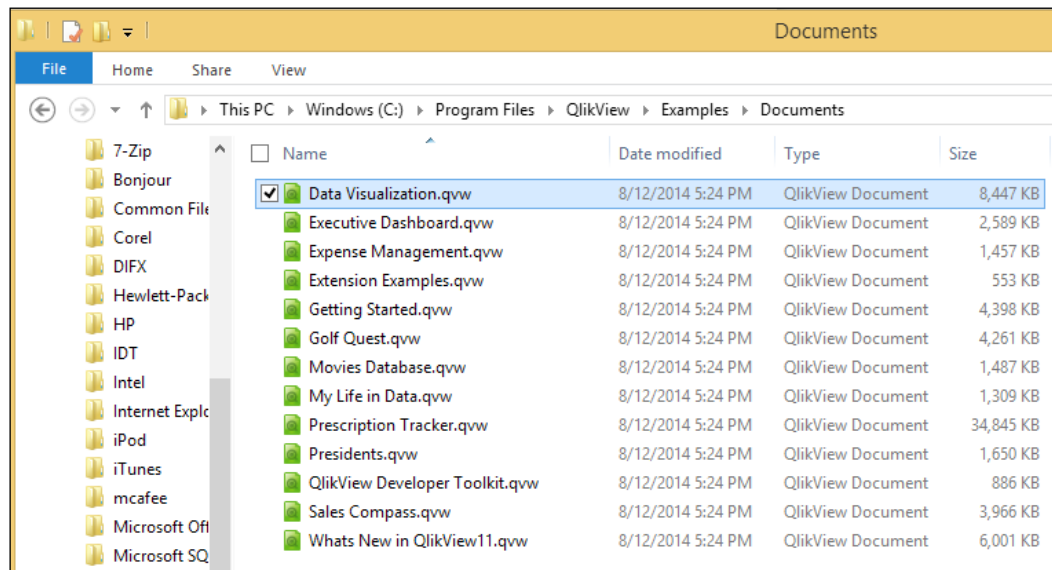 Documents
File Home Share View
This PC Windows (C:) Program Files QlikView Examples Documents
Name Date modified Type Size
7-Zip
Bonjour
Common File
Corel
DIFX
Hewlett-Pack
HP
IDT
Intel
Internet Explo
iPod
iTunes
mcafee
Microsoft Off
Microsoft SQ
Data Visualization.qvw 8/12/2014 5:24 PM QlikView Document 8,447 KB
Executive Dashboard.qvw 8/12/2014 5:24 PM QlikView Document 2,589 KB
Expense Management.qvw 8/12/2014 5:24 PM QlikView Document 1,457 KB
Extension Examples.qvw 8/12/2014 5:24 PM QlikView Document 553 KB
Getting Started.qvw 8/12/2014 5:24 PM QlikView Document 4,398 KB
Golf Quest.qvw 8/12/2014 5:24 PM QlikView Document 4,261 KB
Movies Database.qvw 8/12/2014 5:24 PM QlikView Document 1,487 KB
My Life in Data.qvw 8/12/2014 5:24 PM QlikView Document 1,309 KB
Prescription Tracker.qvw 8/12/2014 5:24 PM QlikView Document 34,845 KB
Presidents.qvw 8/12/2014 5:24 PM QlikView Document 1,650 KB
QlikView Developer Toolkit.qvw 8/12/2014 5:24 PM QlikView Document 886 KB
Sales Compass.qvw 8/12/2014 5:24 PM QlikView Document 3,966 KB
Whats New in QlikView11.qvw 8/12/2014 5:24 PM QlikView Document 6,001 KB